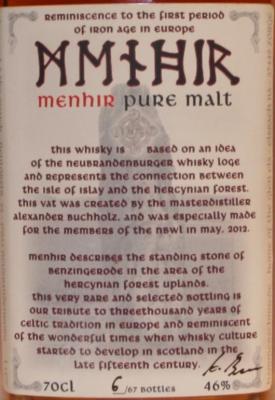 reminiscence to the first period
of iron age in europe
MENHIR
menhir pure malt
this whisky is based on an idea
of the neubrandenburger whisky loge
and represents the connection between
the isle of islay and the hercynian forest.
this vat was created by the masterdistiller
alexander buchholz, and was especially made
for the members of the nbwl in may, 2012.
menhir describes the standing stone of
benzingerode in the area of the
hercynian forest uplands.
this very rare and selected bottling is
our tribute to threethousand years of
celtic tradition in europe and reminiscent
of the wonderful times when whisky culture
started to develop in scotland in the
late fifteenth century.
70cl 6/67 bottles 46%